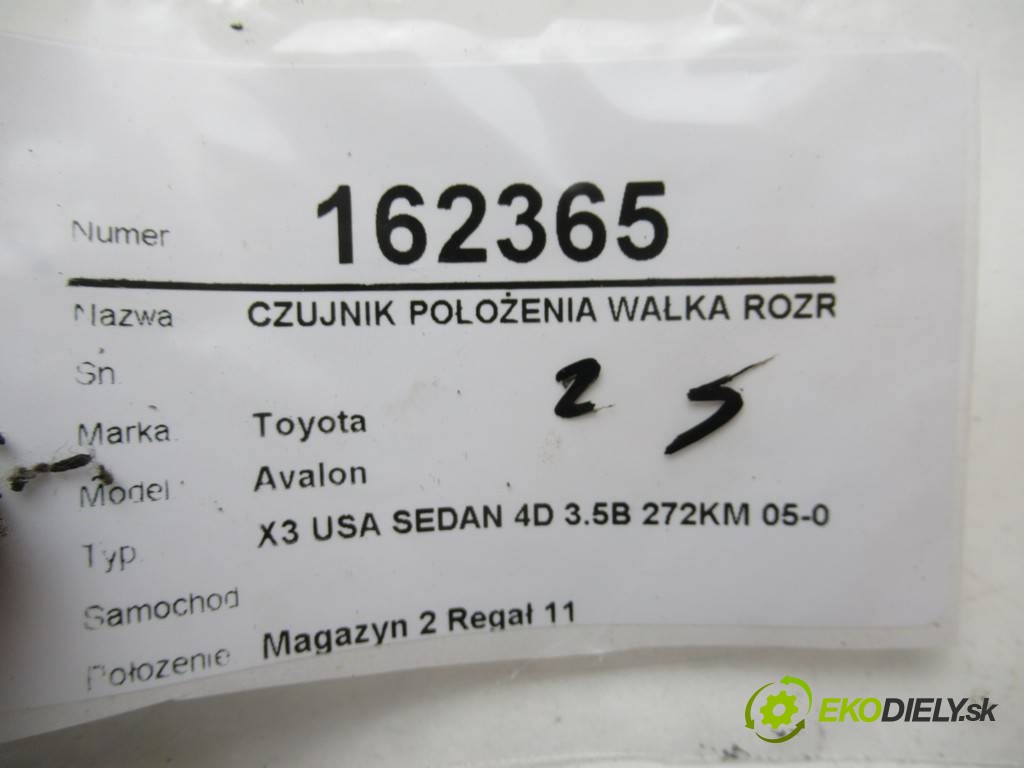 Numer 162365
Nazwa CZUJNIK POŁOŻENIA WAŁKA ROZR
Sn
2 5
Marka Toyota
Model Avalon
Typ X3 USA SEDAN 4D 3.5B 272KM 05-0
Samochod
Położenie Magazyn 2 Regał 11
EKODIELY.sk